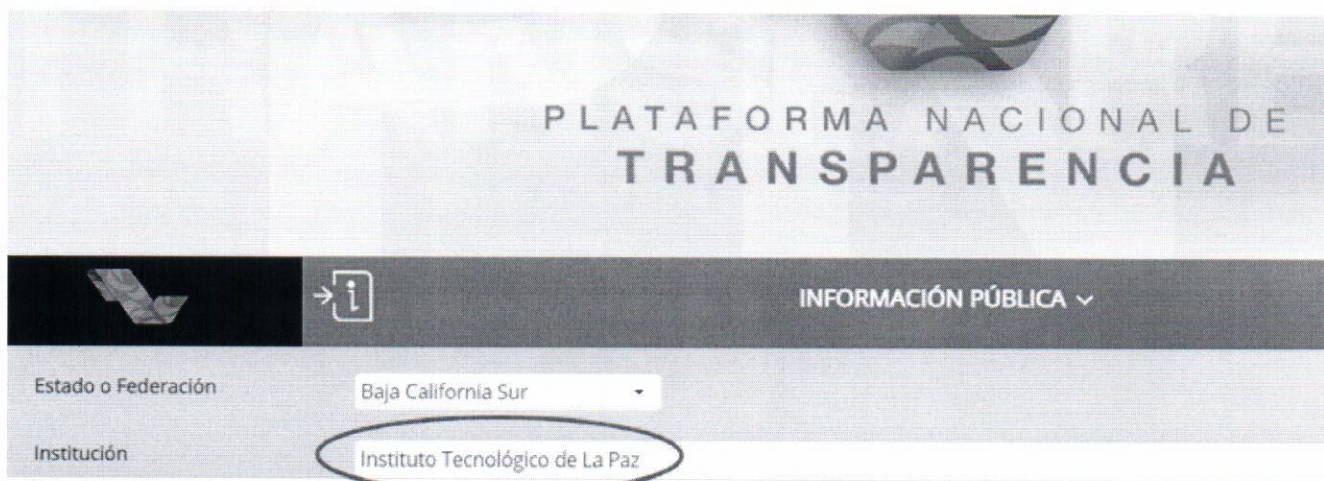 PLATAFORMA NACIONAL DE
TRANSPARENCIA
INFORMACIÓN PÚBLICA
Estado o Federación
Baja California Sur
Institución
Instituto Tecnológico de La Paz